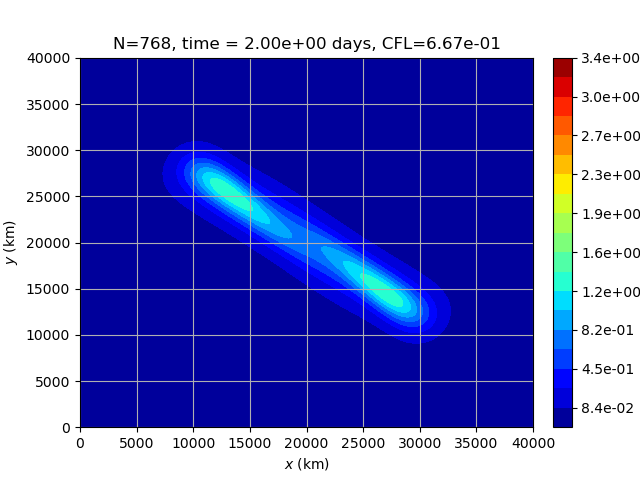 N=768, time = 2.00e+00 days, CFL=6.67e-01
40000
35000
30000
25000
20000
15000
10000
5000
0
y (km)
0 5000 10000 15000 20000 25000 30000 35000 40000
x (km)
3.4e+00
3.0e+00
2.7e+00
2.3e+00
1.9e+00
1.6e+00
1.2e+00
8.2e-01
4.5e-01
8.4e-02